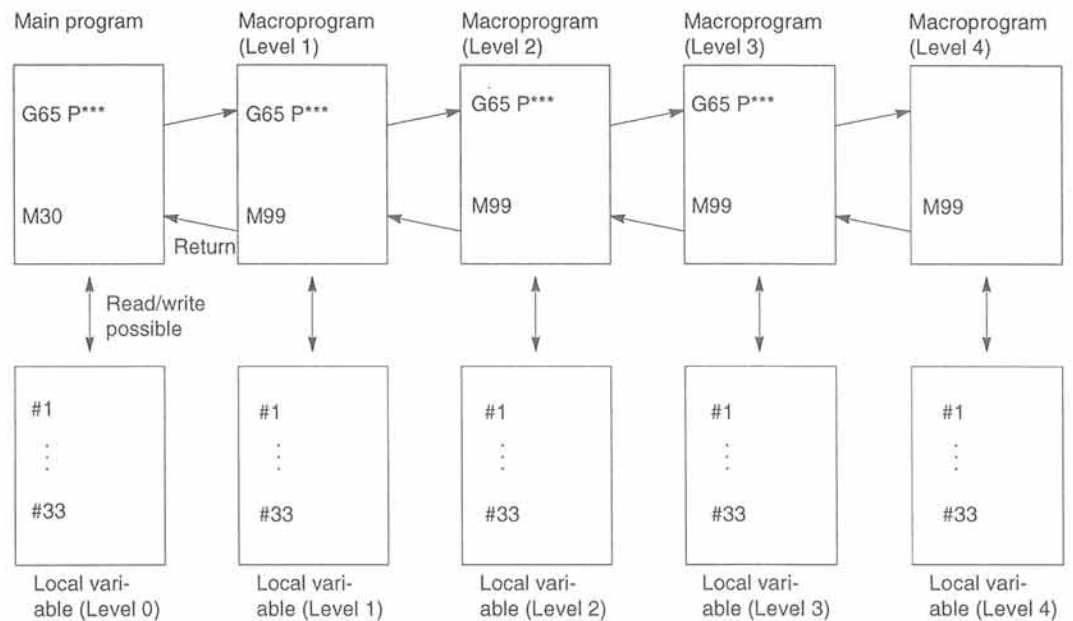 Main program
Macroprogram
(Level 1)
Macroprogram
(Level 2)
Macroprogram
(Level 3)
Macroprogram
(Level 4)
G65 P***
G65 P***
G65 P***
G65 P***
M30
M99
M99
M99
M99
Return
Read/write
possible
#1
#1
#1
#1
#1
#33
#33
#33
#33
#33
Local vari-
able (Level 0)
Local vari-
able (Level 1)
Local vari-
able (Level 2)
Local vari-
able (Level 3)
Local vari-
able (Level 4)